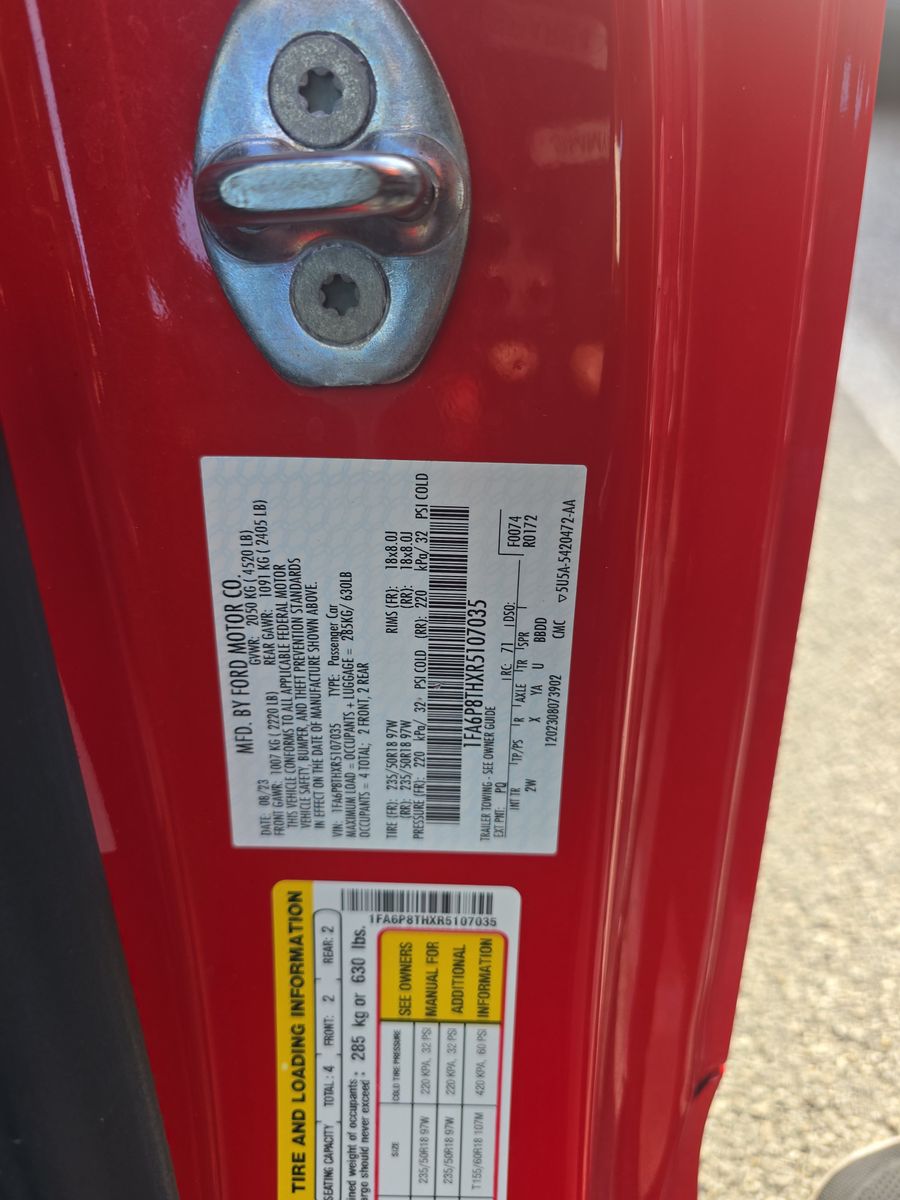 MFD. BY FORD MOTOR CO.
DATE: 08/23 GVWR: 2050 KG ( 4520 LB)
FRONT GAWR: 1007 KG ( 2220 LB) REAR GAWR: 1091 KG ( 2405 LB)
THIS VEHICLE CONFORMS TO ALL APPLICABLE FEDERAL MOTOR
VEHICLE SAFETY, BUMPER, AND THEFT PREVENTION STANDARDS
IN EFFECT ON THE DATE OF MANUFACTURE SHOWN ABOVE.
VIN: 1FA6P8THXR5107035 TYPE: Passenger Car
MAXIMUM LOAD = OCCUPANTS + LUGGAGE = 285KG/ 630LB
OCCUPANTS = 4 TOTAL; 2 FRONT, 2 REAR
TIRE (FR): 235/50R18 97W RIMS (FR): 18x8.0J
(RR): 235/50R18 97W (RR): 18x8.0J
PRESSURE (FR): 220 kPa/ 32 PSI COLD (RR): 220 kPa/ 32 PSI COLD
1FA6P8THXR5107035
TRAILER TOWING - SEE OWNER GUIDE
EXT PNT: PQ RC: 71 DSO: F0074
R0172
INT TR TP/PS R AXLE TR SPR
2W X YA U BBDD
1202308073902 CMC ▽5U5A-5420472-AA
TIRE AND LOADING INFORMATION
SEATING CAPACITY TOTAL: 4 FRONT: 2 REAR: 2
weight of occupants
should never exceed: 285 kg or 630 lbs.
1FA6P8THXR5107035
SIZE COLD TIRE PRESSURE
235/50R18 97W 220 KPA, 32 PSI
235/50R18 97W 220 KPA, 32 PSI
T155/60R18 107M 420 KPA, 60 PSI
SEE OWNERS
MANUAL FOR
ADDITIONAL
INFORMATION